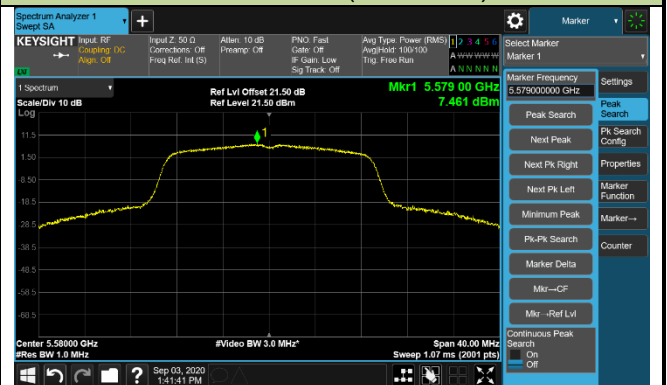 Spectrum Analyzer 1
Swept SA
Marker
KEYSIGHT
Input: RF
Coupling: DC
Align: Off
Input Z: 50 Ω
Corrections: Off
Freq Ref: Int (S)
Atten: 10 dB
Preamp: Off
PNO: Fast
Gate: Off
IF Gain: Low
Sig Track: Off
Avg Type: Power (RMS)
Avg|Hold: 100/100
Trig: Free Run
1 2 3 4 5 6
A W W W W W
A N N N N N
LXI
Select Marker
Marker 1
1 Spectrum
Scale/Div 10 dB
Log
Ref Lvl Offset 21.50 dB
Ref Level 21.50 dBm
Mkr1 5.579 00 GHz
7.461 dBm
1
11.5
1.50
-8.50
-18.5
-28.5
-38.5
-48.5
-58.5
-68.5
Center 5.58000 GHz
#Res BW 1.0 MHz
#Video BW 3.0 MHz*
Span 40.00 MHz
Sweep 1.07 ms (2001 pts)
Marker Frequency
5.579000000 GHz
Peak Search
Next Peak
Next Pk Right
Next Pk Left
Minimum Peak
Pk-Pk Search
Marker Delta
Mkr→CF
Mkr→Ref Lvl
Continuous Peak
Search
On
Off
Settings
Peak
Search
Pk Search
Config
Properties
Marker
Function
Marker→
Counter
Sep 03, 2020
1:41:41 PM